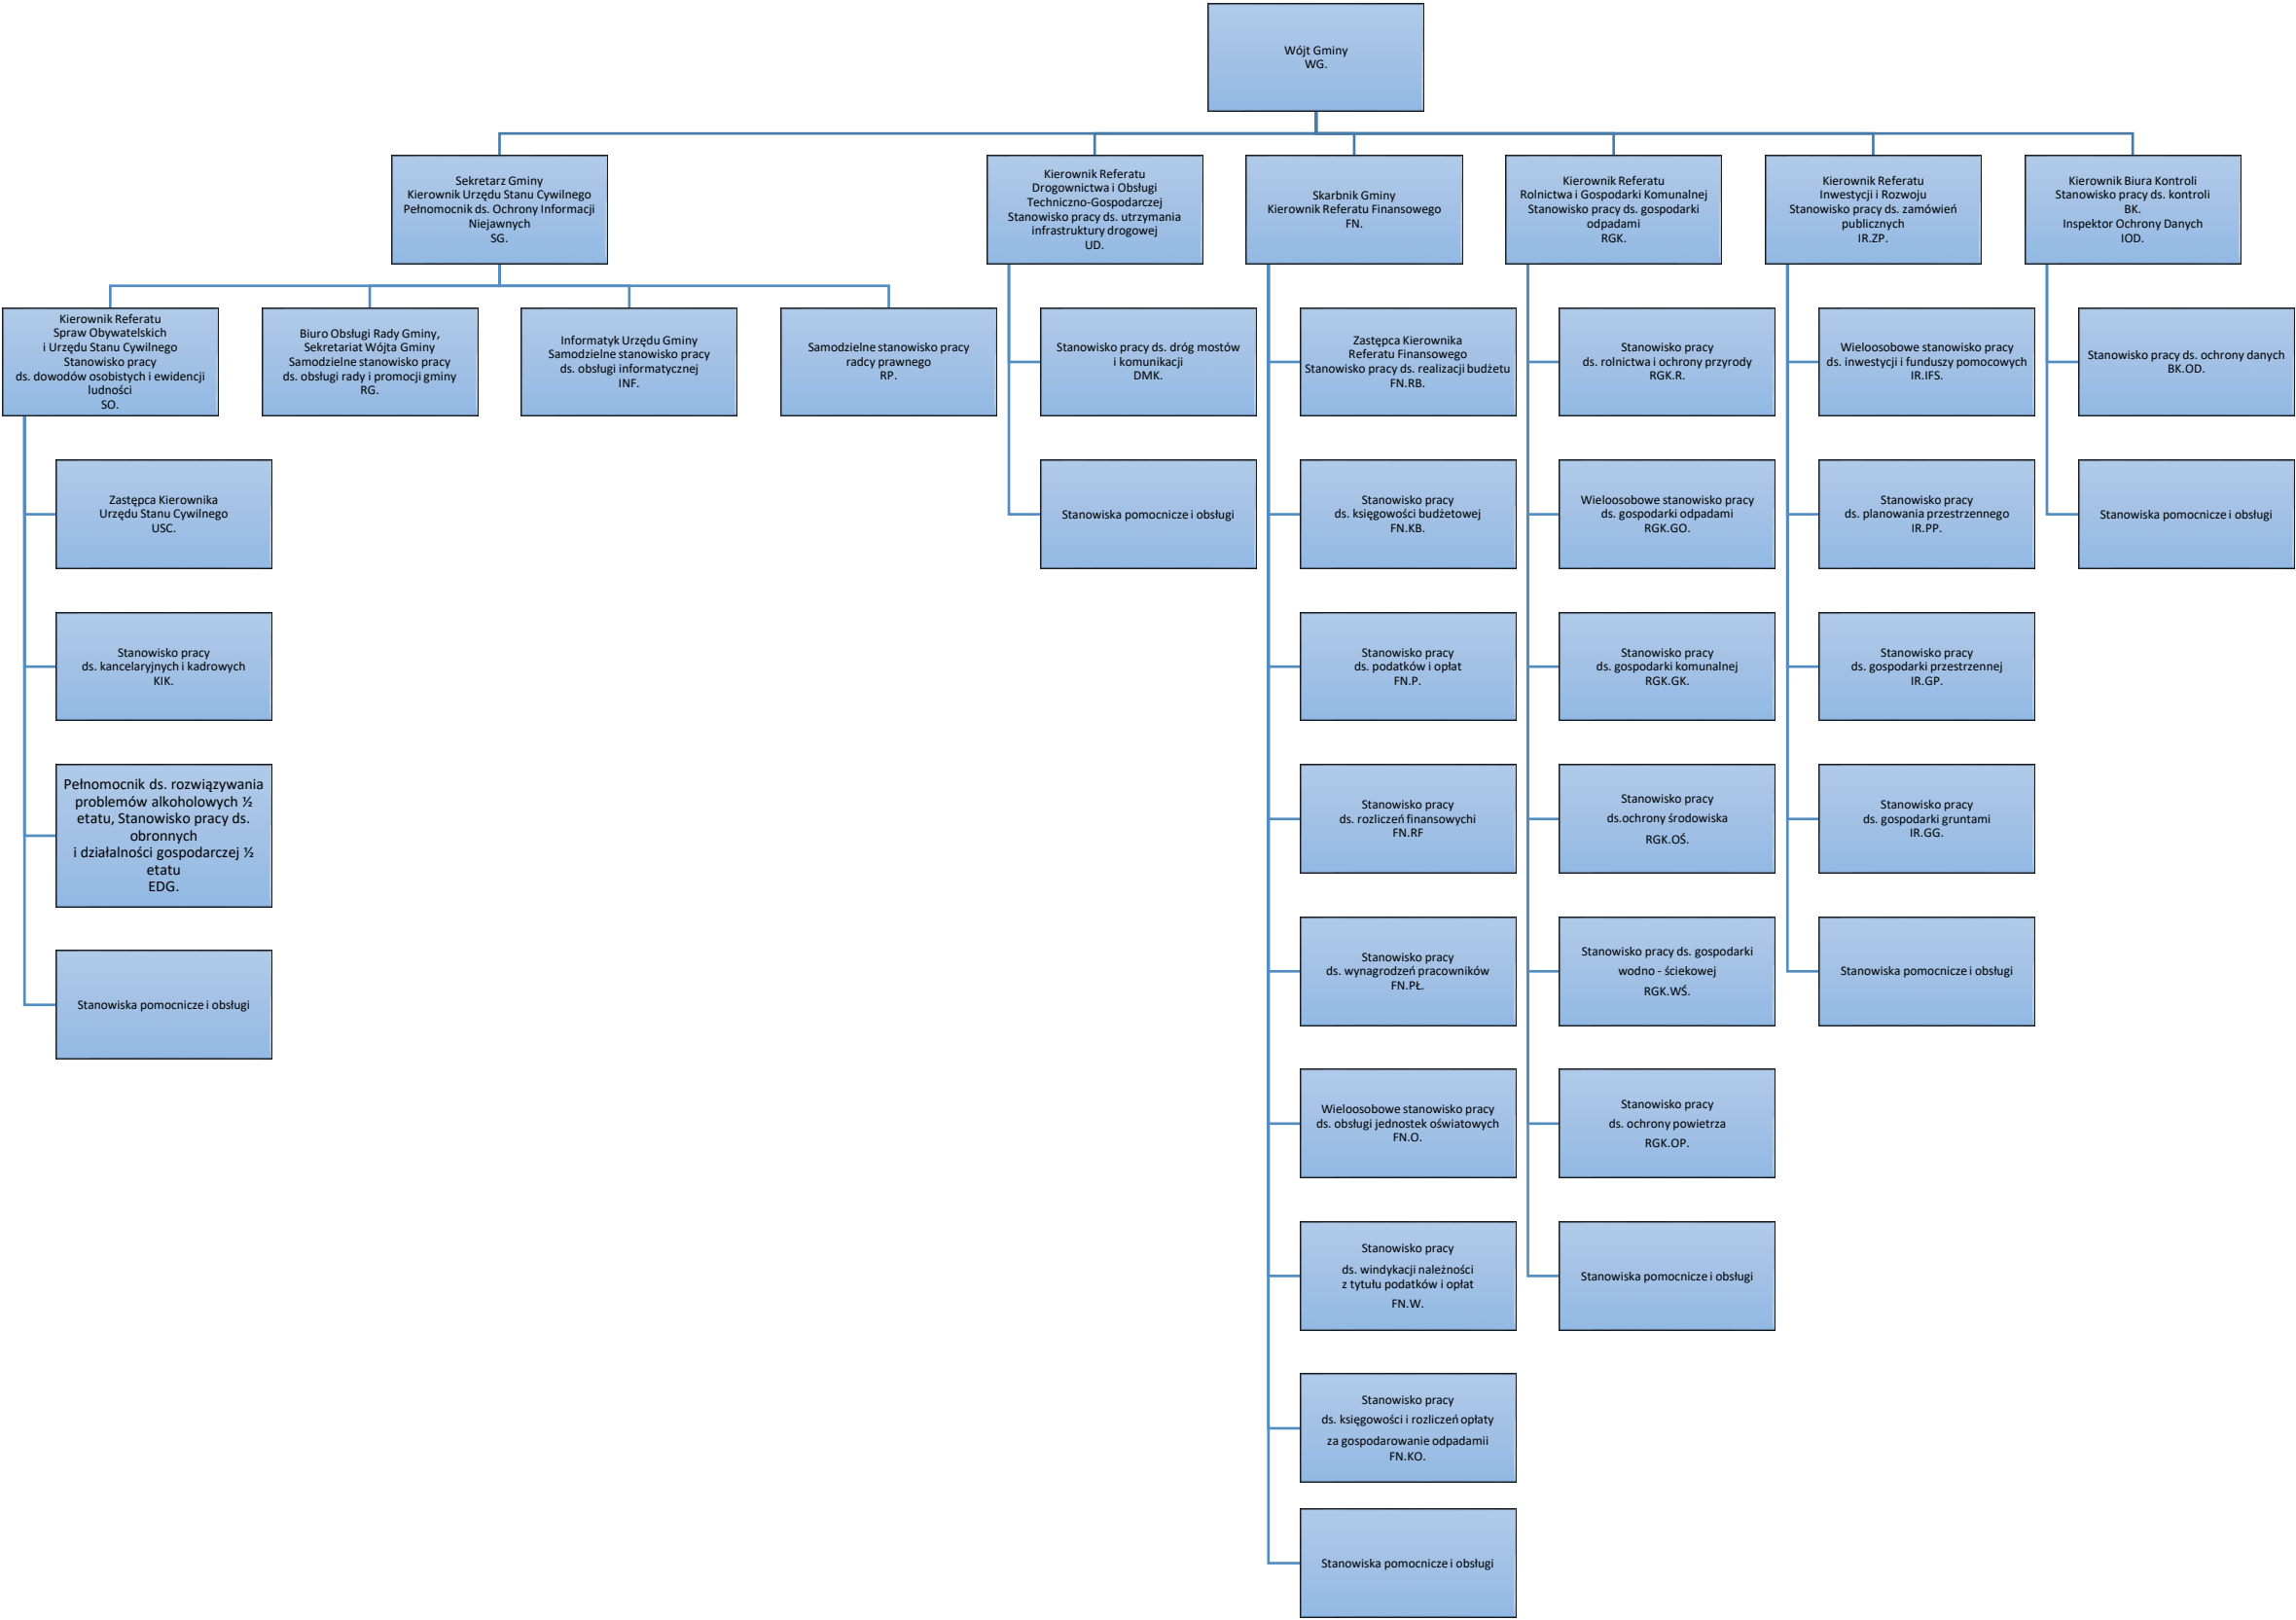 Wójt Gminy
WG.
Sekretarz Gminy
Kierownik Urzędu Stanu Cywilnego
Pełnomocnik ds. Ochrony Informacji
Niejawnych
SG.
Kierownik Referatu
Drogownictwa i Obsługi
Techniczno-Gospodarczej
Stanowisko pracy ds. utrzymania
infrastruktury drogowej
UD.
Skarbnik Gminy
Kierownik Referatu Finansowego
FN.
Kierownik Referatu
Rolnictwa i Gospodarki Komunalnej
Stanowisko pracy ds. gospodarki
odpadami
RGK.
Kierownik Referatu
Inwestycji i Rozwoju
Stanowisko pracy ds. zamówień
publicznych
IR.ZP.
Kierownik Biura Kontroli
Stanowisko pracy ds. kontroli
BK.
Inspektor Ochrony Danych
IOD.
Kierownik Referatu
Spraw Obywatelskich
i Urzędu Stanu Cywilnego
Stanowisko pracy
ds. dowodów osobistych i ewidencji
ludności
SO.
Biuro Obsługi Rady Gminy,
Sekretariat Wójta Gminy
Samodzielne stanowisko pracy
ds. obsługi rady i promocji gminy
RG.
Informatyk Urzędu Gminy
Samodzielne stanowisko pracy
ds. obsługi informatycznej
INF.
Samodzielne stanowisko pracy
radcy prawnego
RP.
Zastępca Kierownika
Urzędu Stanu Cywilnego
USC.
Stanowisko pracy
ds. kancelaryjnych i kadrowych
KIK.
Pełnomocnik ds. rozwiązywania
problemów alkoholowych ½
etatu, Stanowisko pracy ds.
obronnych
i działalności gospodarczej ½
etatu
EDG.
Stanowiska pomocnicze i obsługi
Stanowisko pracy ds. dróg mostów
i komunikacji
DMK.
Stanowiska pomocnicze i obsługi
Zastępca Kierownika
Referatu Finansowego
Stanowisko pracy ds. realizacji budżetu
FN.RB.
Stanowisko pracy
ds. księgowości budżetowej
FN.KB.
Stanowisko pracy
ds. podatków i opłat
FN.P.
Stanowisko pracy
ds. rozliczeń finansowychi
FN.RF
Stanowisko pracy
ds. wynagrodzeń pracowników
FN.PŁ.
Wieloosobowe stanowisko pracy
ds. obsługi jednostek oświatowych
FN.O.
Stanowisko pracy
ds. windykacji należności
z tytułu podatków i opłat
FN.W.
Stanowisko pracy
ds. księgowości i rozliczeń opłaty
za gospodarowanie odpadamii
FN.KO.
Stanowiska pomocnicze i obsługi
Stanowisko pracy
ds. rolnictwa i ochrony przyrody
RGK.R.
Wieloosobowe stanowisko pracy
ds. gospodarki odpadami
RGK.GO.
Stanowisko pracy
ds. gospodarki komunalnej
RGK.GK.
Stanowisko pracy
ds.ochrony środowiska
RGK.OŚ.
Stanowisko pracy ds. gospodarki
wodno - ściekowej
RGK.WŚ.
Stanowisko pracy
ds. ochrony powietrza
RGK.OP.
Stanowiska pomocnicze i obsługi
Wieloosobowe stanowisko pracy
ds. inwestycji i funduszy pomocowych
IR.IFS.
Stanowisko pracy
ds. planowania przestrzennego
IR.PP.
Stanowisko pracy
ds. gospodarki przestrzennej
IR.GP.
Stanowisko pracy
ds. gospodarki gruntami
IR.GG.
Stanowiska pomocnicze i obsługi
Stanowisko pracy ds. ochrony danych
BK.OD.
Stanowiska pomocnicze i obsługi